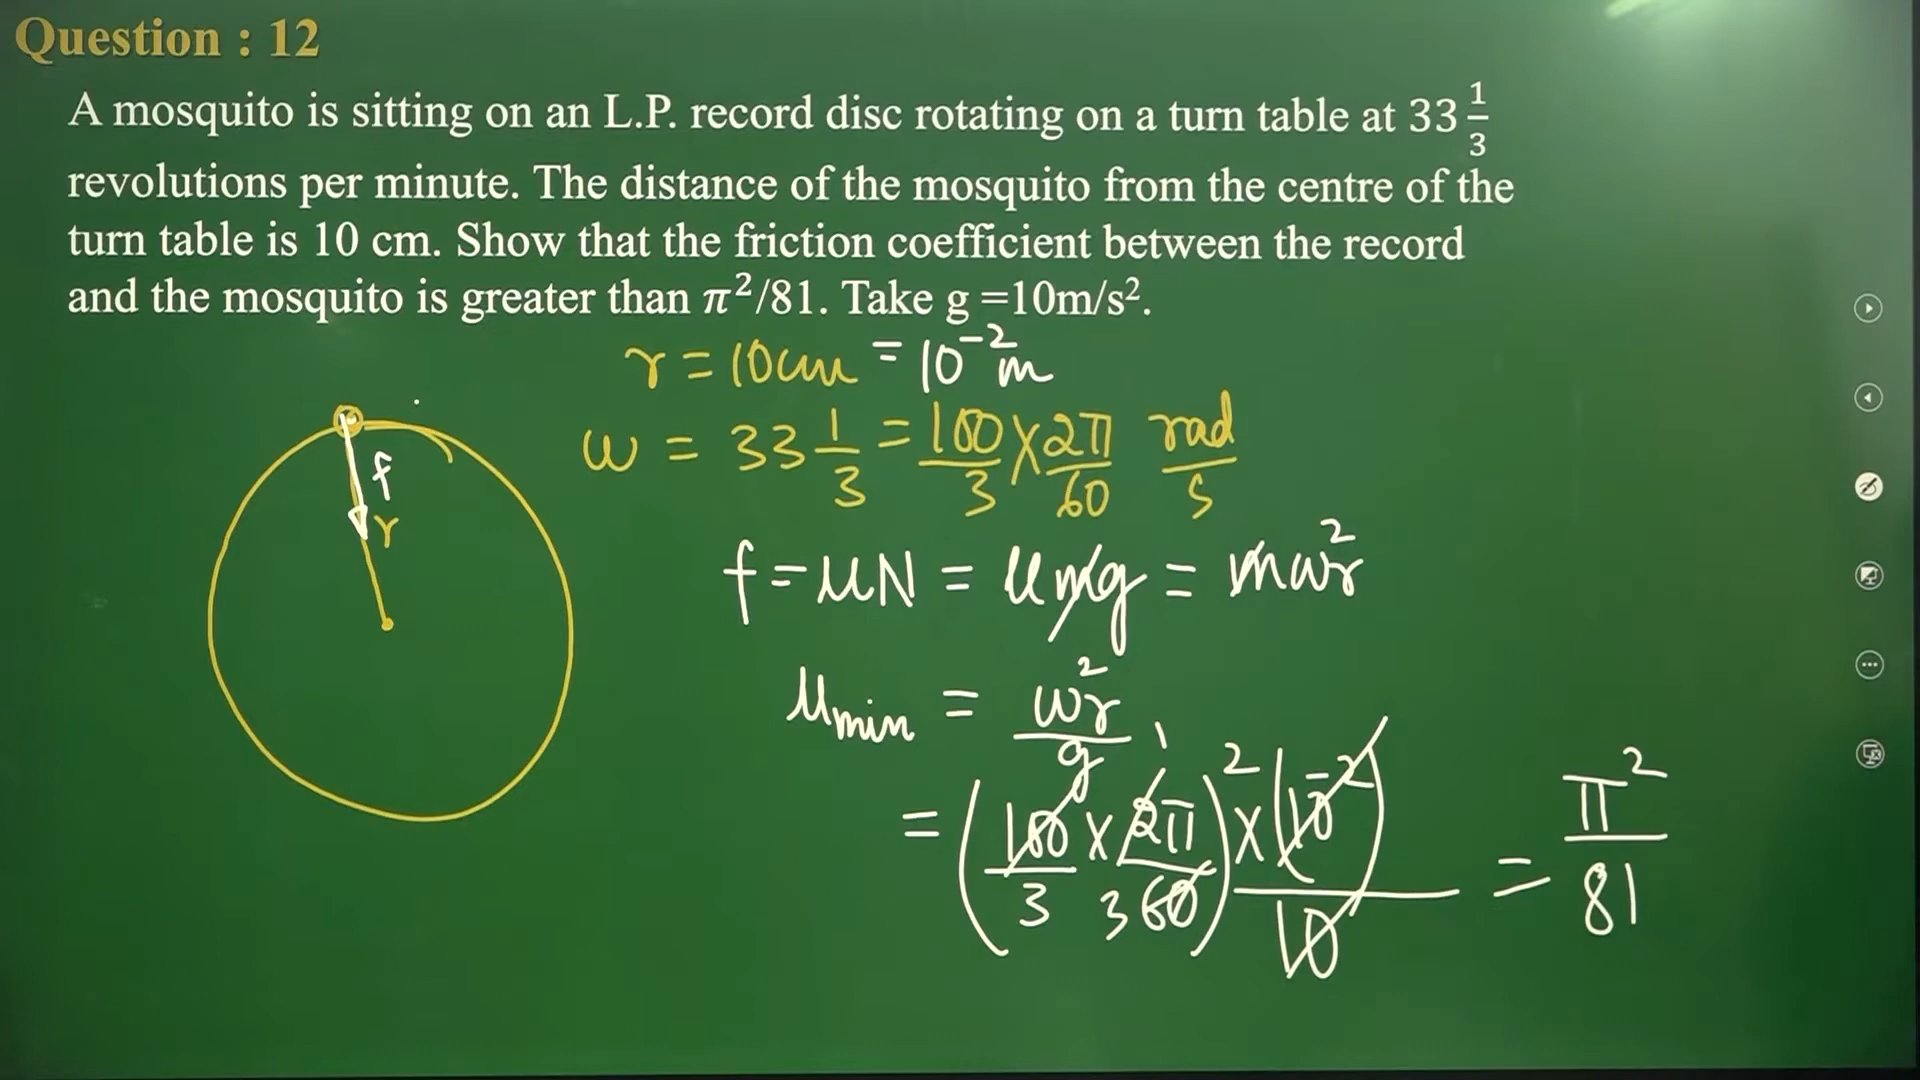 Question : 12
A mosquito is sitting on an L.P. record disc rotating on a turn table at 33 1/3
revolutions per minute. The distance of the mosquito from the centre of the
turn table is 10 cm. Show that the friction coefficient between the record
and the mosquito is greater than π²/81. Take g =10m/s².
r = 10cm = 10⁻² m
ω = 33 1/3 = 100/3 × 2π/60 rad/s
f
r
f = μN = μmg = mω²r
μmin = ω²r/g
= (100/3 × 1 2π/3 60)² × (10⁻²)/10 = π²/81